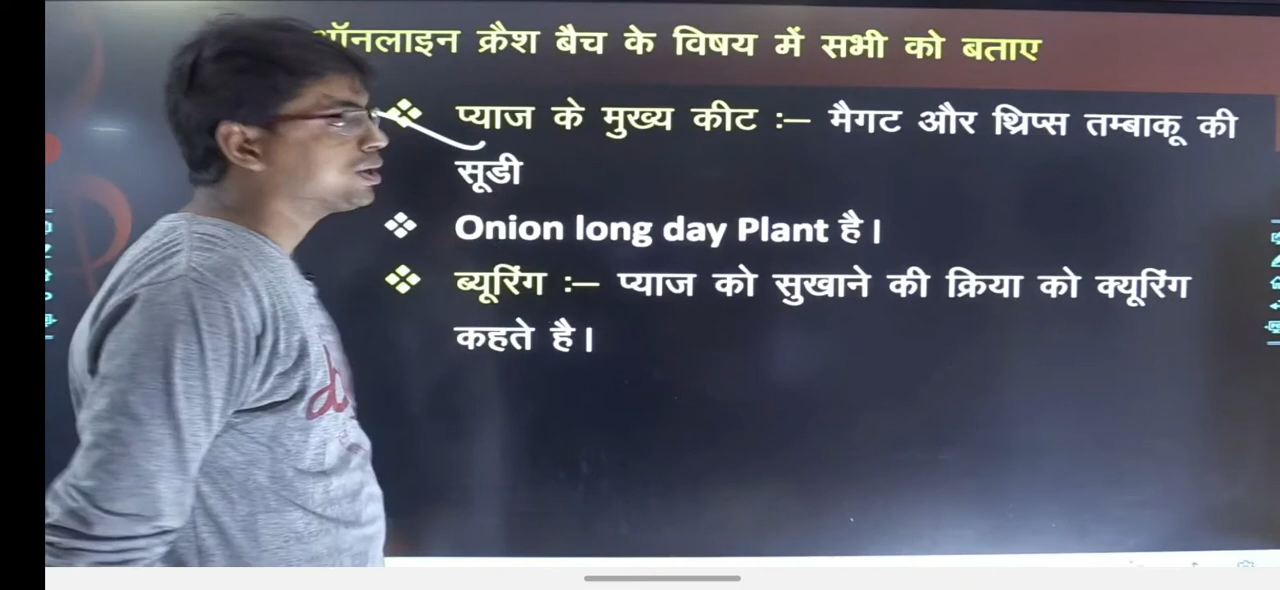 ऑनलाइन क्रैश बैच के विषय में सभी को बताए
❖ प्याज के मुख्य कीट :– मैगट और थ्रिप्स तम्बाकू की
सूडी
❖ Onion long day Plant है।
❖ ब्यूरिंग :– प्याज को सुखाने की क्रिया को क्यूरिंग
कहते है।